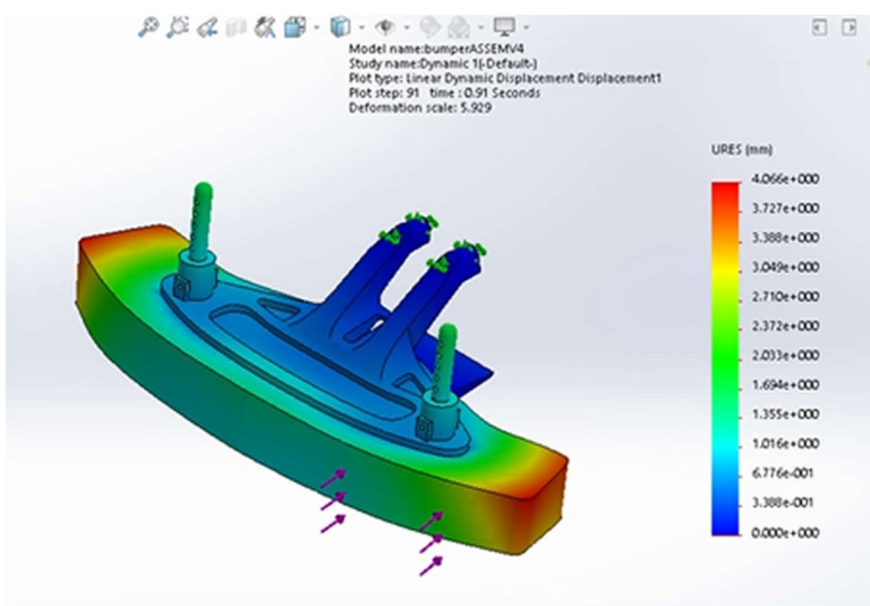 Model name:bumperASSEMV4
Study name:Dynamic 1(-Default-)
Plot type: Linear Dynamic Displacement Displacement1
Plot step: 91 time : 0.91 Seconds
Deformation scale: 5.929
URES (mm)
4.066e+000
3.727e+000
3.388e+000
3.049e+000
2.710e+000
2.372e+000
2.033e+000
1.694e+000
1.355e+000
1.016e+000
6.776e-001
3.388e-001
0.000e+000